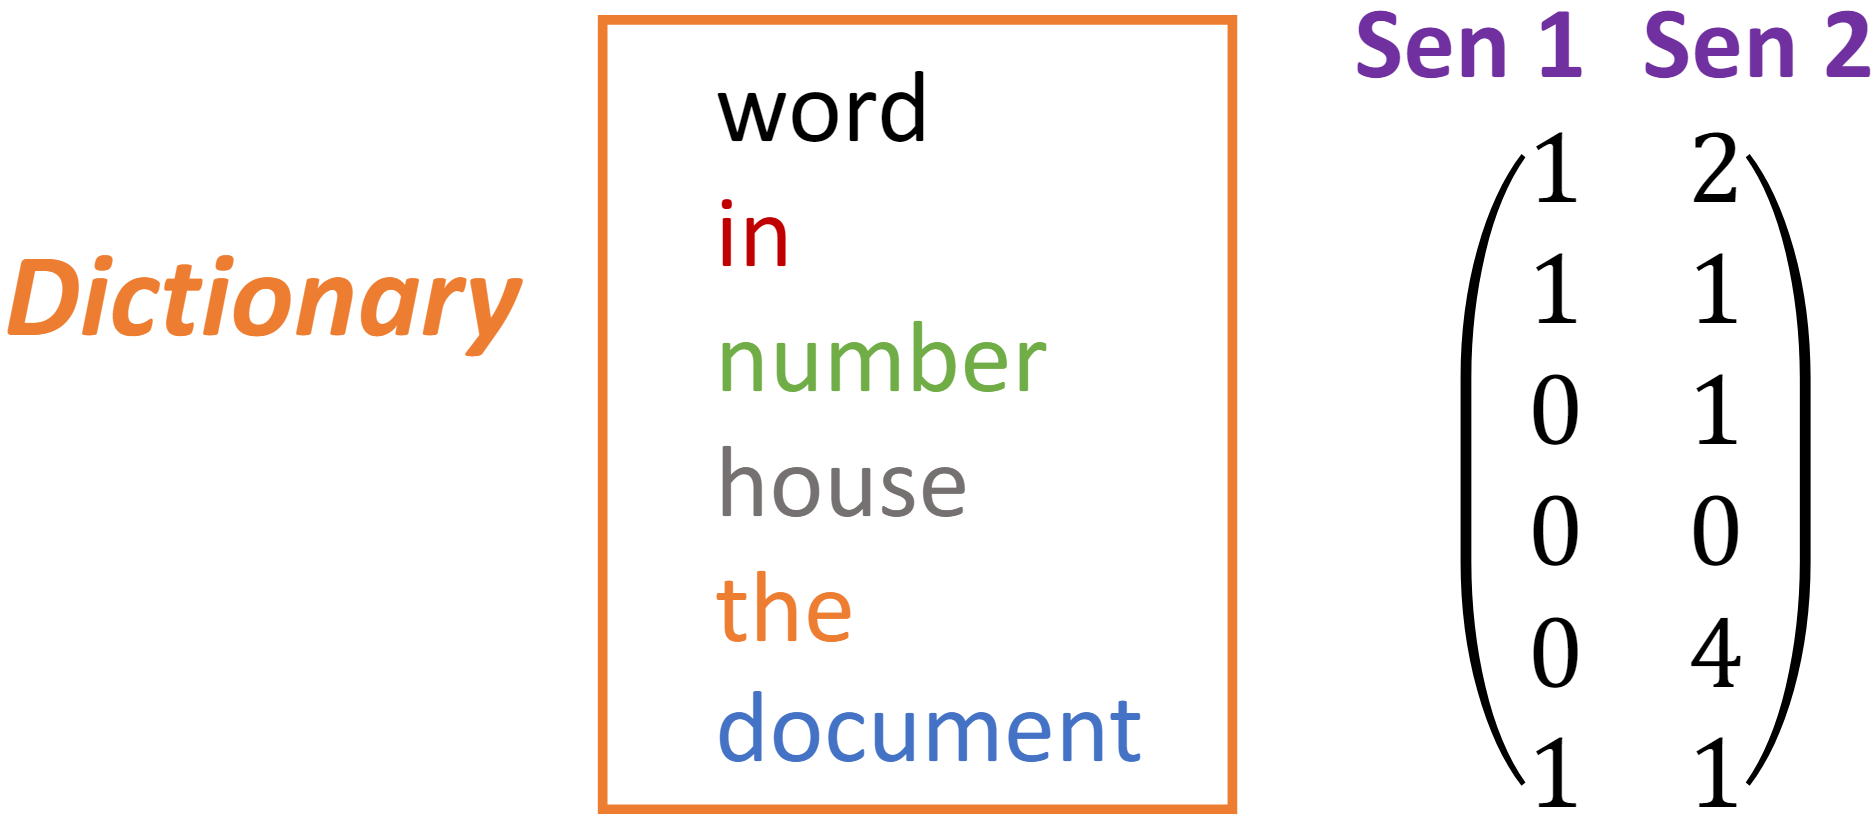 Sen 1 Sen 2
word 1 2
in 1 1
Dictionary
number 0 1
house 0 0
the 0 4
document 1 1